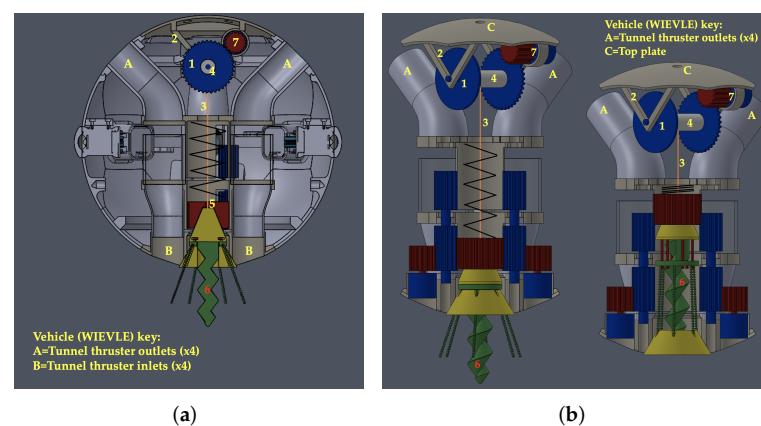 2
7
A
A
1
4
3
5
B
B
6
Vehicle (WIEVLE) key:
A=Tunnel thruster outlets (x4)
B=Tunnel thruster inlets (x4)
(a)
C
2
7
A
A
1
4
3
6
Vehicle (WIEVLE) key:
A=Tunnel thruster outlets (x4)
C=Top plate
C
2
7
A
A
1
4
3
6
(b)